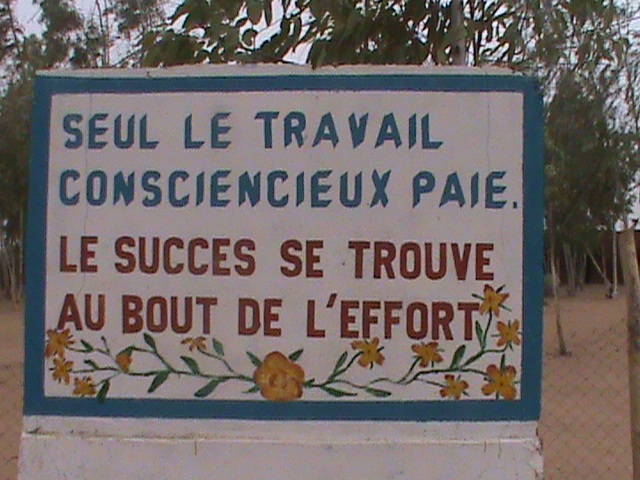 SEUL LE TRAVAIL
CONSCIENCIEUX PAIE.
LE SUCCES SE TROUVE
AU BOUT DE L'EFFORT